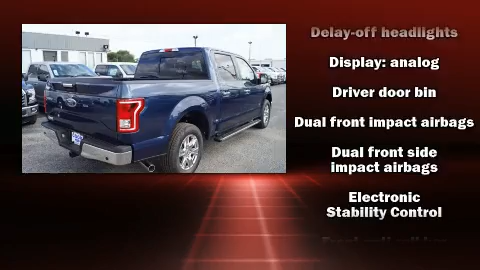 Delay-off headlights
Display: analog
Driver door bin
Dual front impact airbags
Dual front side
impact airbags
Electronic
Stability Control